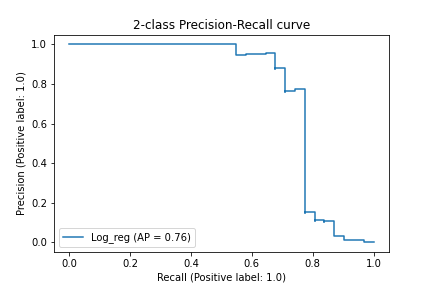 2-class Precision-Recall curve
Precision (Positive label: 1.0)
1.0
0.8
0.6
0.4
0.2
0.0
Log_reg (AP = 0.76)
0.0 0.2 0.4 0.6 0.8 1.0
Recall (Positive label: 1.0)